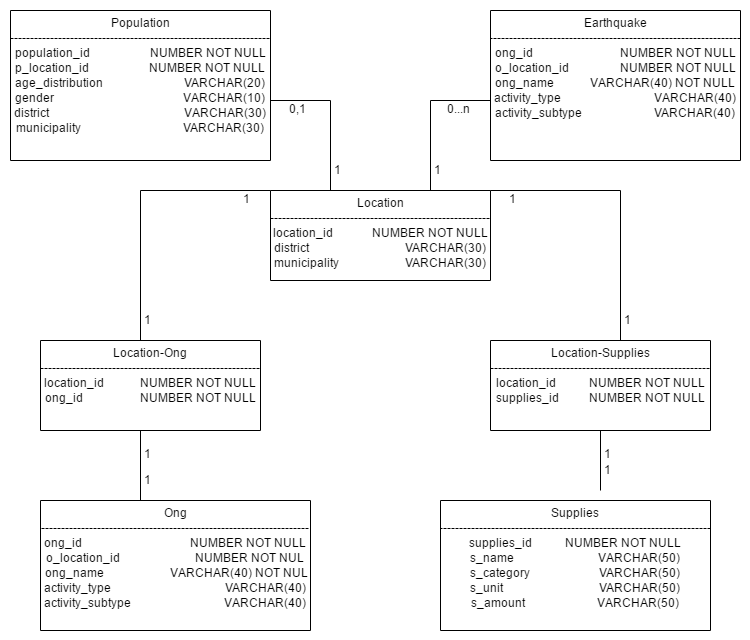 Population
population_id NUMBER NOT NULL
p_location_id NUMBER NOT NULL
age_distribution VARCHAR(20)
gender VARCHAR(10)
district VARCHAR(30)
municipality VARCHAR(30)
Earthquake
ong_id NUMBER NOT NULL
o_location_id NUMBER NOT NULL
ong_name VARCHAR(40) NOT NULL
activity_type VARCHAR(40)
activity_subtype VARCHAR(40)
0,1
0...n
1
1
1
1
Location
location_id NUMBER NOT NULL
district VARCHAR(30)
municipality VARCHAR(30)
1
1
Location-Ong
location_id NUMBER NOT NULL
ong_id NUMBER NOT NULL
Location-Supplies
location_id NUMBER NOT NULL
supplies_id NUMBER NOT NULL
1
1
1
1
Ong
ong_id NUMBER NOT NULL
o_location_id NUMBER NOT NUL
ong_name VARCHAR(40) NOT NUL
activity_type VARCHAR(40)
activity_subtype VARCHAR(40)
Supplies
supplies_id NUMBER NOT NULL
s_name VARCHAR(50)
s_category VARCHAR(50)
s_unit VARCHAR(50)
s_amount VARCHAR(50)